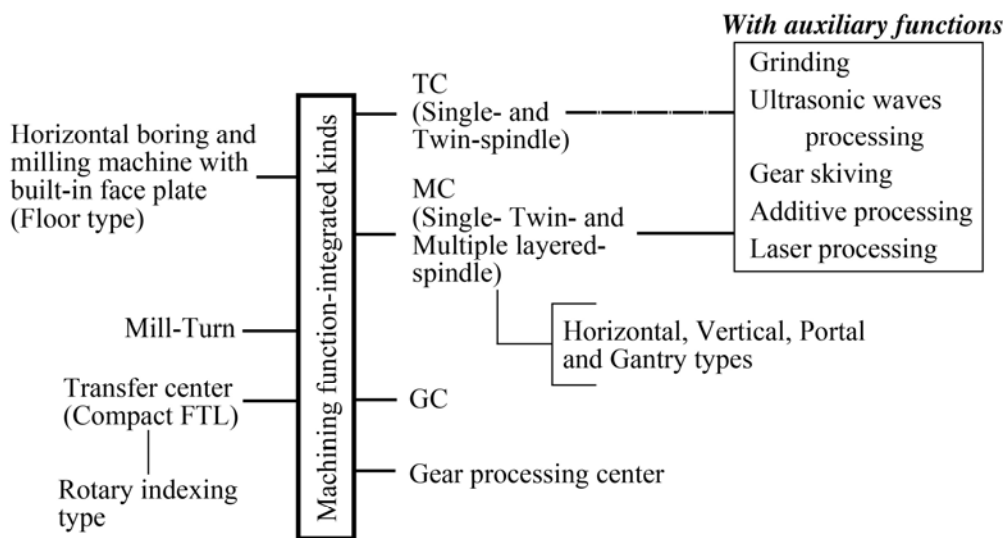 With auxiliary functions
Grinding
Ultrasonic waves
processing
Gear skiving
Additive processing
Laser processing
TC
(Single- and
Twin-spindle)
MC
(Single- Twin- and
Multiple layered-
spindle)
Horizontal, Vertical, Portal
and Gantry types
GC
Gear processing center
Machining function-integrated kinds
Horizontal boring and
milling machine with
built-in face plate
(Floor type)
Mill-Turn
Transfer center
(Compact FTL)
Rotary indexing
type